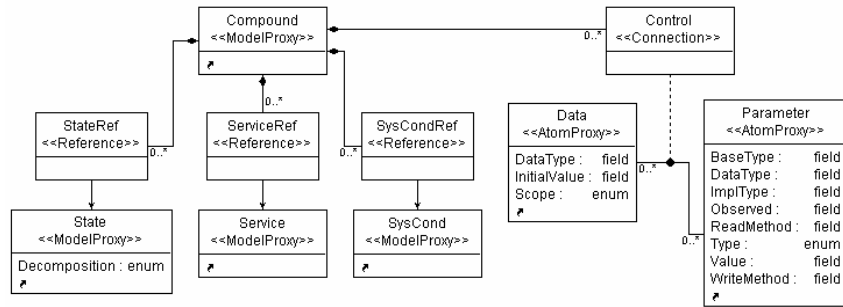 Compound
<<ModelProxy>>
Control
<<Connection>>
0..*
0..*
0..*
0..*
StateRef
<<Reference>>
ServiceRef
<<Reference>>
SysCondRef
<<Reference>>
Data
<<AtomProxy>>
DataType : field
InitialValue : field
Scope : enum
0..*
0..*
Parameter
<<AtomProxy>>
BaseType : field
DataType : field
ImplType : field
Observed : field
ReadMethod : field
Type : enum
Value : field
WriteMethod : field
State
<<ModelProxy>>
Decomposition : enum
Service
<<ModelProxy>>
SysCond
<<ModelProxy>>